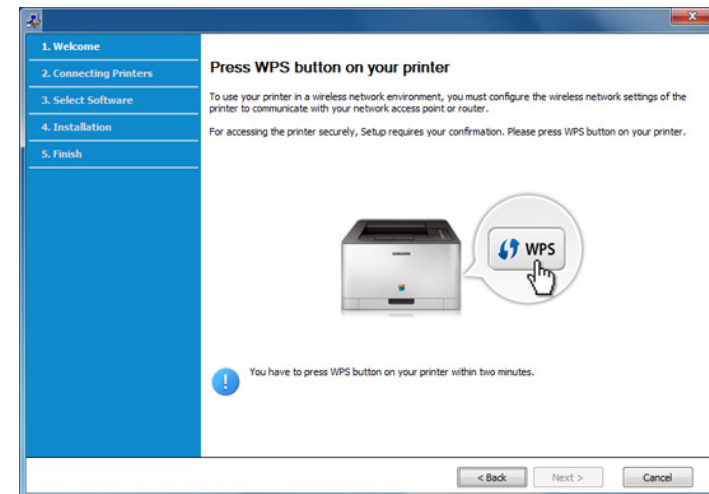 1. Welcome
2. Connecting Printers
3. Select Software
4. Installation
5. Finish
Press WPS button on your printer
To use your printer in a wireless network environment, you must configure the wireless network settings of the
printer to communicate with your network access point or router.
For accessing the printer securely, Setup requires your confirmation. Please press WPS button on your printer.
SAMSUNG
WPS
!
You have to press WPS button on your printer within two minutes.
< Back
Next >
Cancel